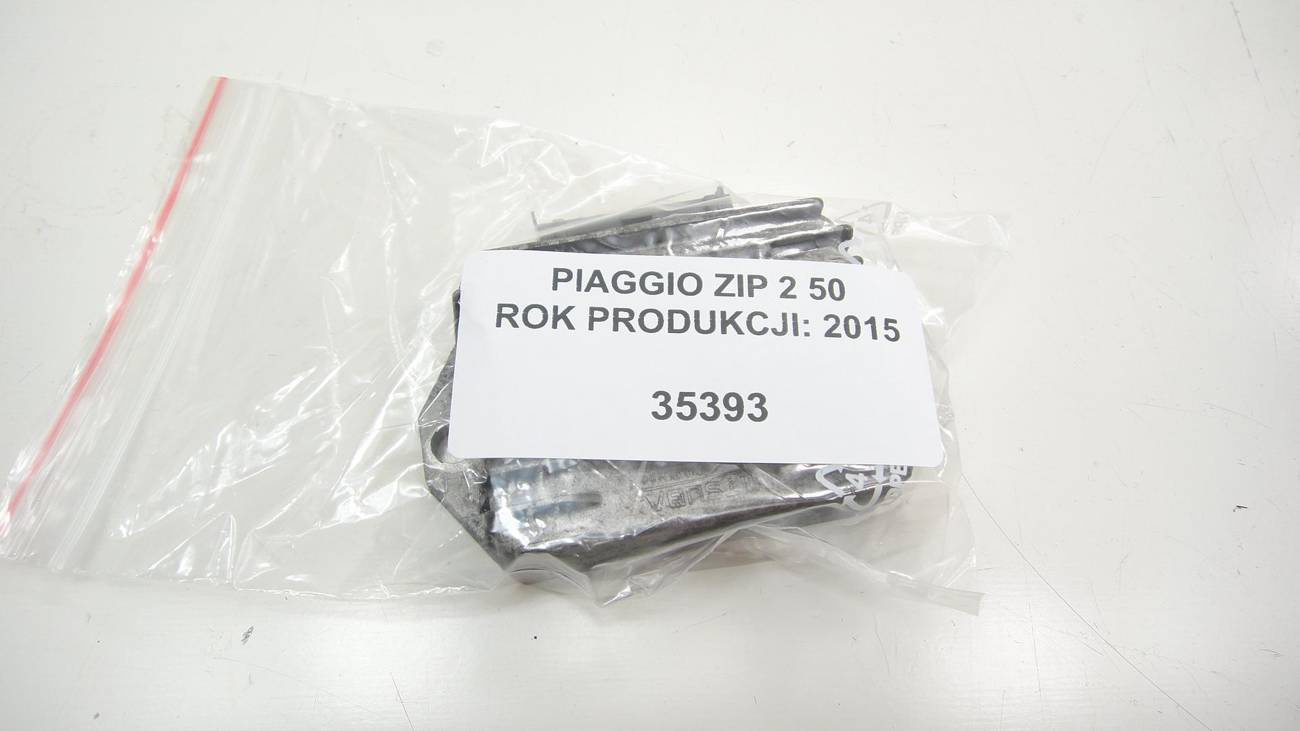 PIAGGIO ZIP 2 50
ROK PRODUKCJI: 2015
35393